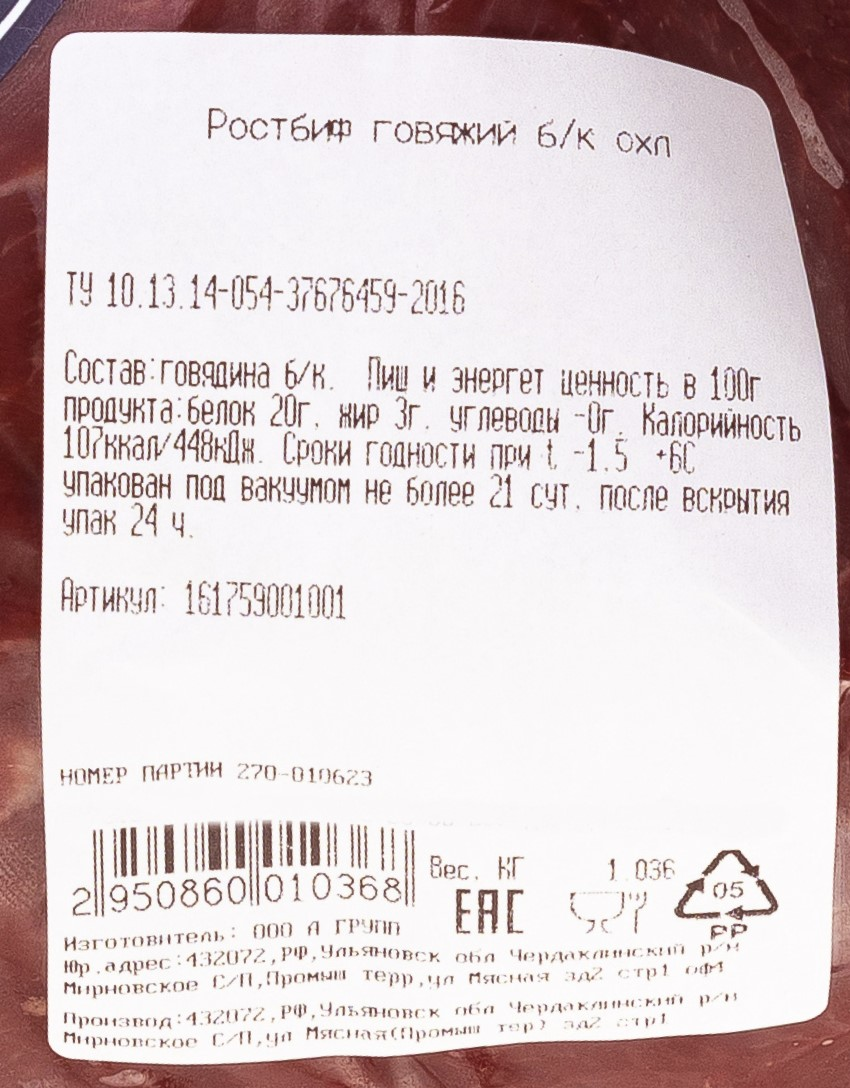 Ростбиф говяжий б/к охл
ТУ 10.13.14-054-37676459-2016
Состав:говядина б/к. Пищ и энергет ценность в 100г
продукта:белок 20г, жир 3г. углеводы -0г. Калорийность
107ккал/448кДж. Сроки годности при t -1.5 +6С
упакован под вакуумом не более 21 сут, после вскрытия
упак 24 ч.
Артикул: 161759001001
НОМЕР ПАРТИИ 270-010623
Вес, КГ 1.036
2 950860 010368
ЕАС
05
PP
Изготовитель: ООО А ГРУПП
Юр.адрес:432072,РФ,Ульяновск обл Чердаклинский р/н
Мирновское С/П,Промыш терр,ул Мясная зд2 стр1 оф1
Производ:432072,РФ,Ульяновск обл Чердаклинский р/н
Мирновское С/П,ул Мясная(Промыш тер) зд2 стр1